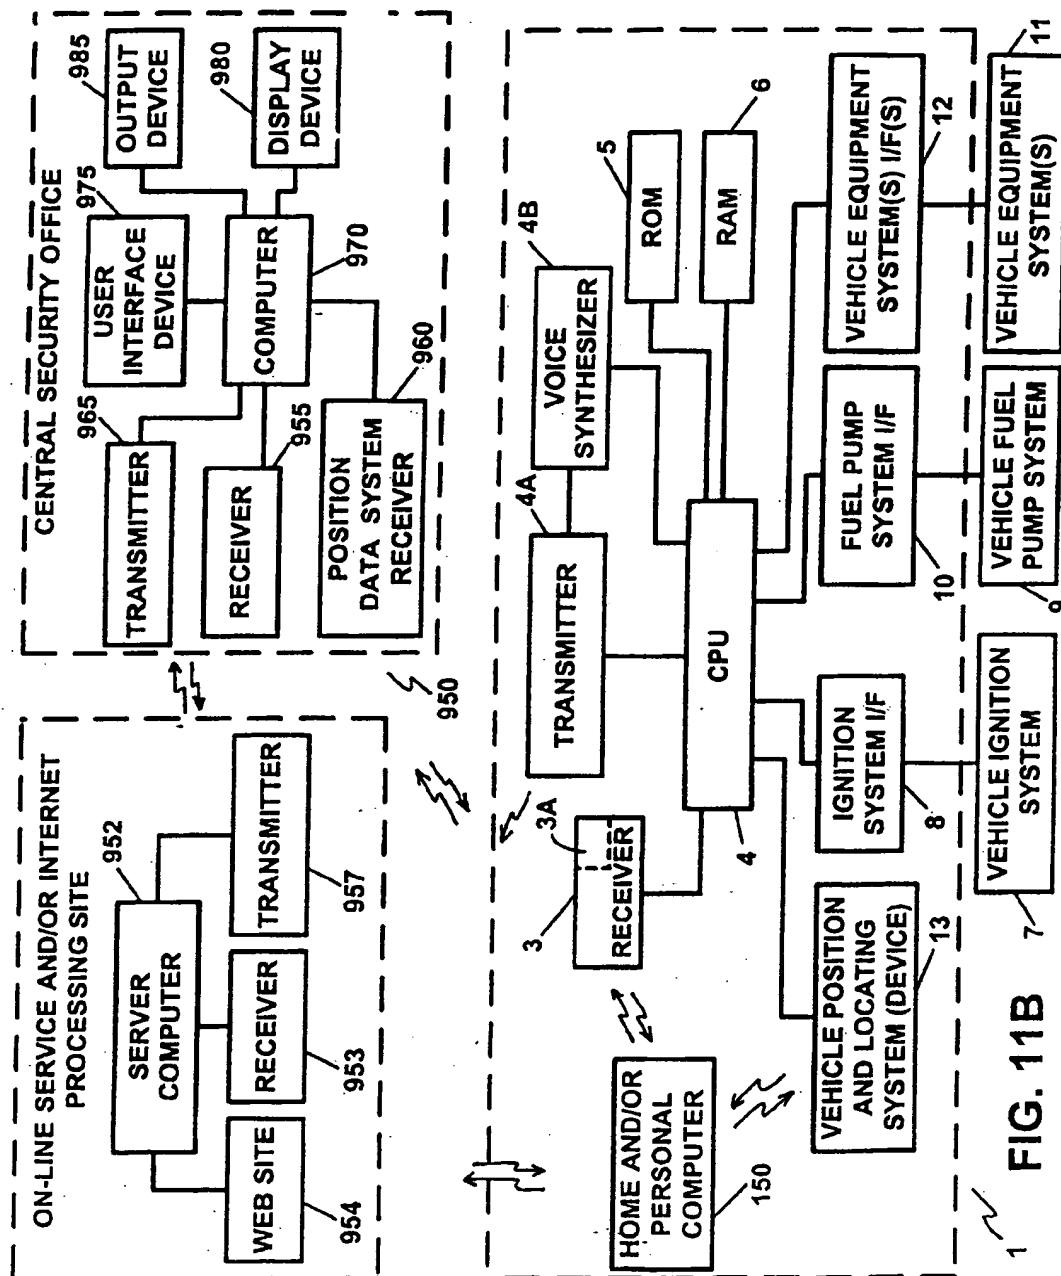 ON-LINE SERVICE AND/OR INTERNET
PROCESSING SITE
952
SERVER
COMPUTER
WEB SITE
954
RECEIVER
953
TRANSMITTER
957
CENTRAL SECURITY OFFICE
965
TRANSMITTER
975
USER
INTERFACE
DEVICE
985
OUTPUT
DEVICE
980
DISPLAY
DEVICE
RECEIVER
955
COMPUTER
970
POSITION
DATA SYSTEM
RECEIVER
960
950
3
3A
RECEIVER
4A
TRANSMITTER
4B
VOICE
SYNTHESIZER
5
ROM
6
RAM
CPU
4
HOME AND/OR
PERSONAL
COMPUTER
150
VEHICLE POSITION
AND LOCATING
SYSTEM (DEVICE)
13
IGNITION
SYSTEM I/F
8
FUEL PUMP
SYSTEM I/F
10
VEHICLE EQUIPMENT
SYSTEM(S) I/F(S)
12
VEHICLE IGNITION
SYSTEM
7
VEHICLE FUEL
PUMP SYSTEM
9
VEHICLE EQUIPMENT
SYSTEM(S)
11
1
FIG. 11B